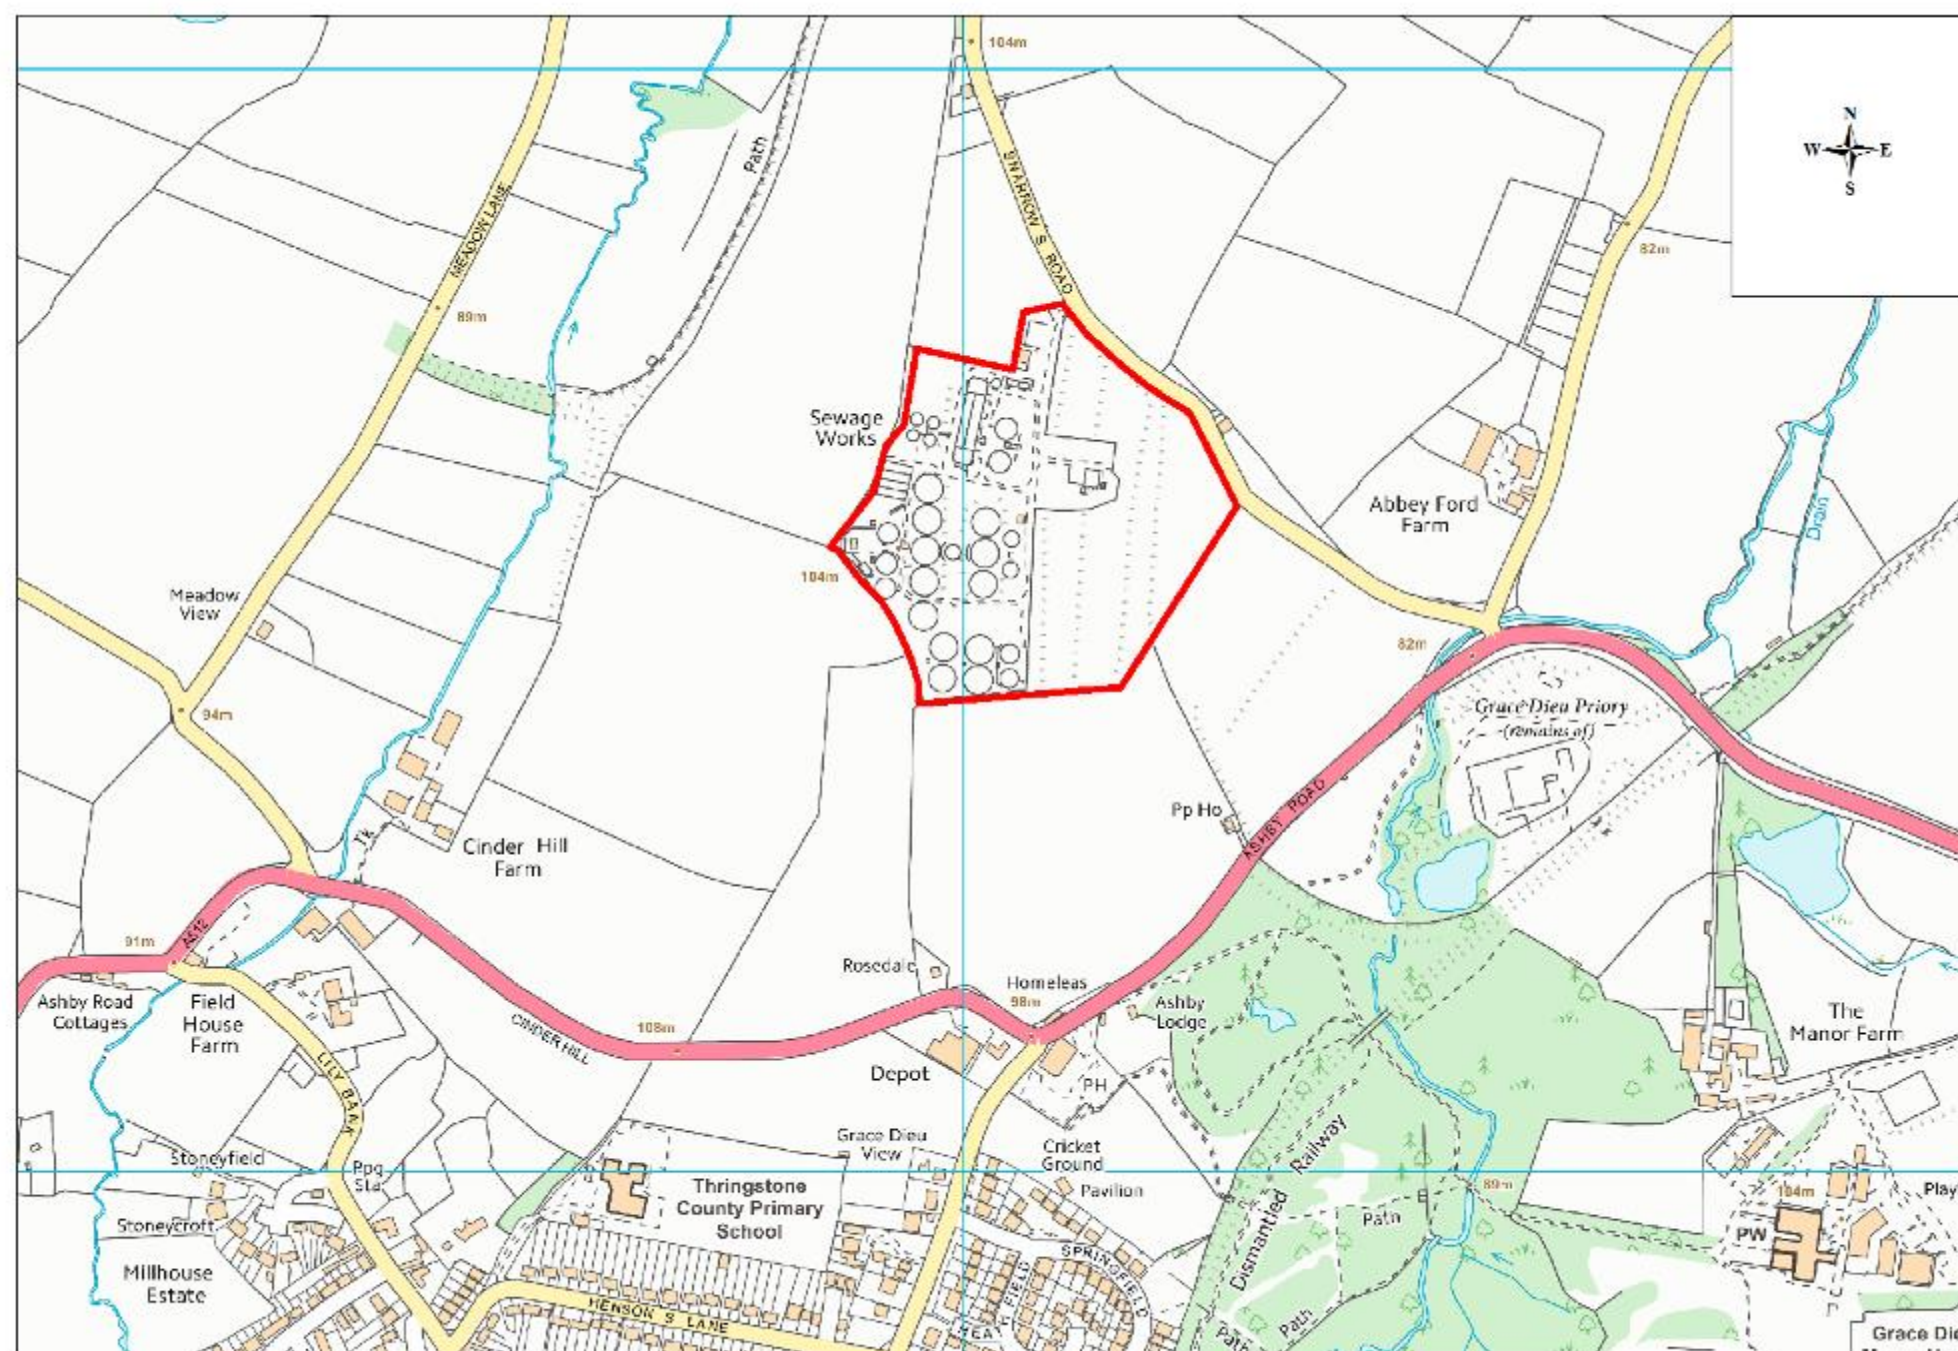 104m
N
W E
S
Path
SNARROW S ROAD
MEADOW LANE
82m
89m
Sewage
Works
Abbey Ford
Farm
Drain
104m
Meadow
View
82m
94m
Grace Dieu Priory
(remains of)
Pp Ho
ASHBY ROAD
Tk
Cinder Hill
Farm
91m
A512
Rosedale
Homeleas
98m
Ashby Road
Cottages
Field
House
Farm
CINDER HILL
108m
Ashby
Lodge
The
Manor Farm
Depot
PH
LILY BANK
Grace Dieu
View
Cricket
Ground
Pavilion
Stoneyfield
Ppg
Sta
Thringstone
County Primary
School
Dismantled Railway
89m
Path
104m
Play
PW
Stoneycroft
Millhouse
Estate
SPRINGFIELD
HENSON S LANE
Path
Path
Grace Die